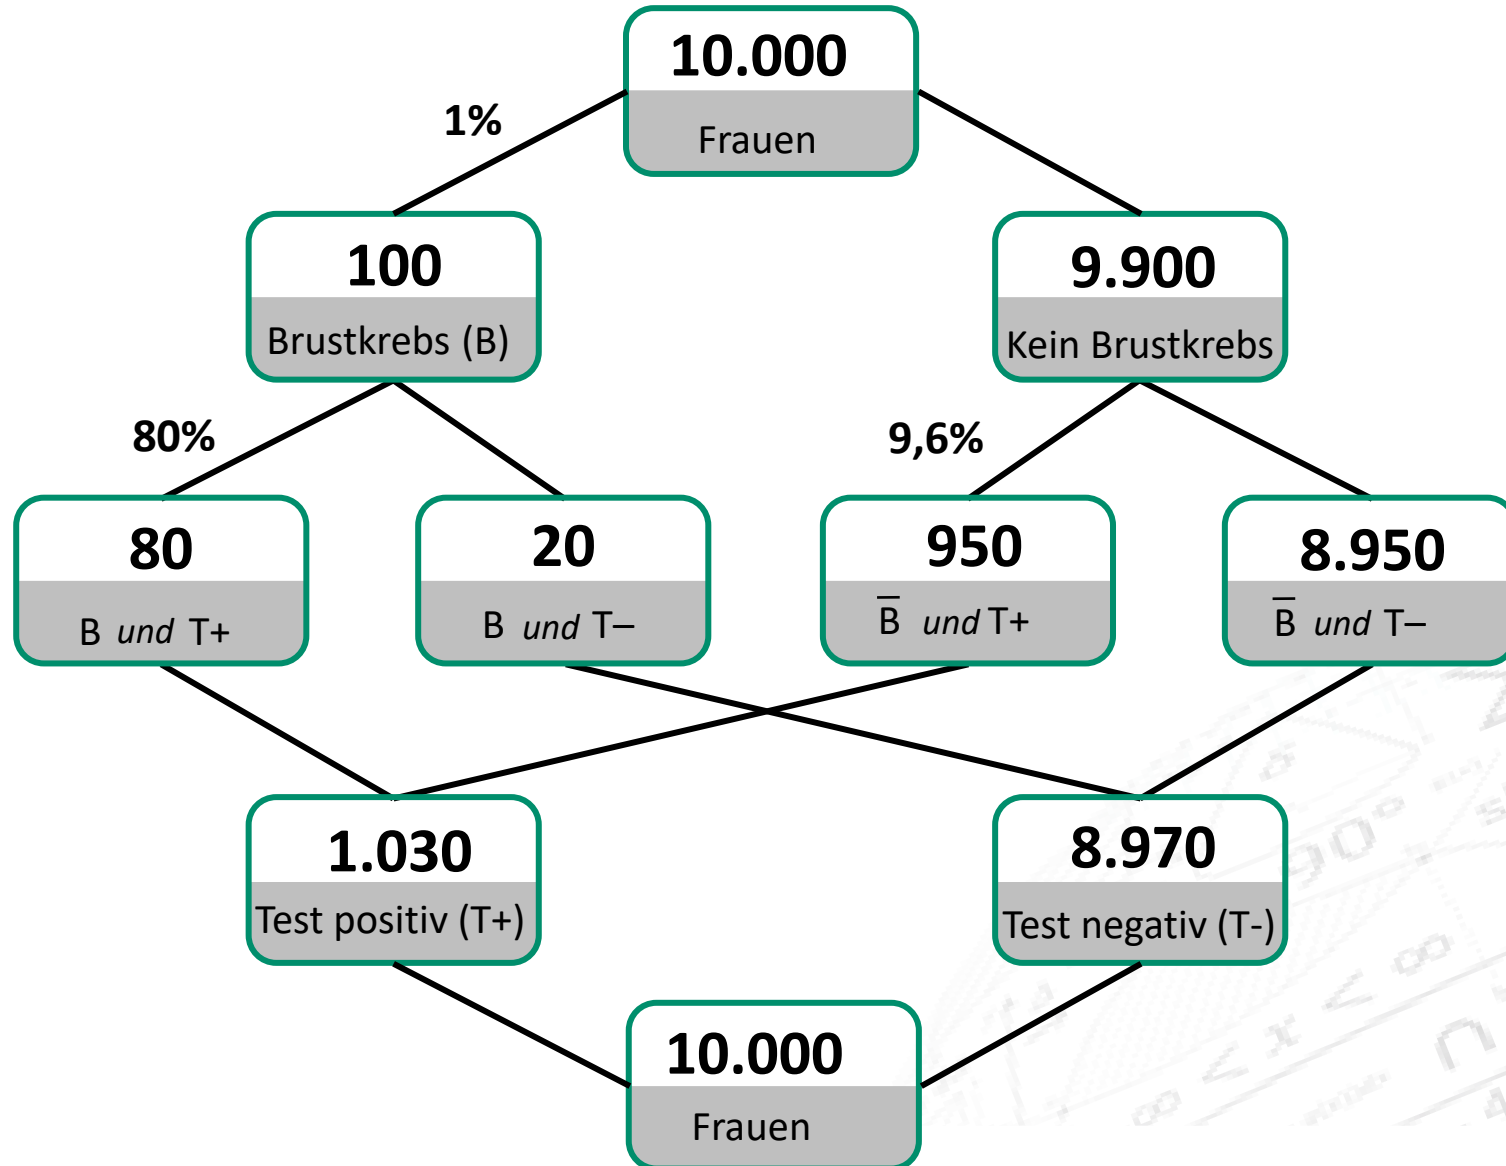 10.000
Frauen
1%
100
Brustkrebs (B)
9.900
Kein Brustkrebs
80%
9,6%
80
B und T+
20
B und T–
950
B̅ und T+
8.950
B̅ und T–
1.030
Test positiv (T+)
8.970
Test negativ (T-)
10.000
Frauen